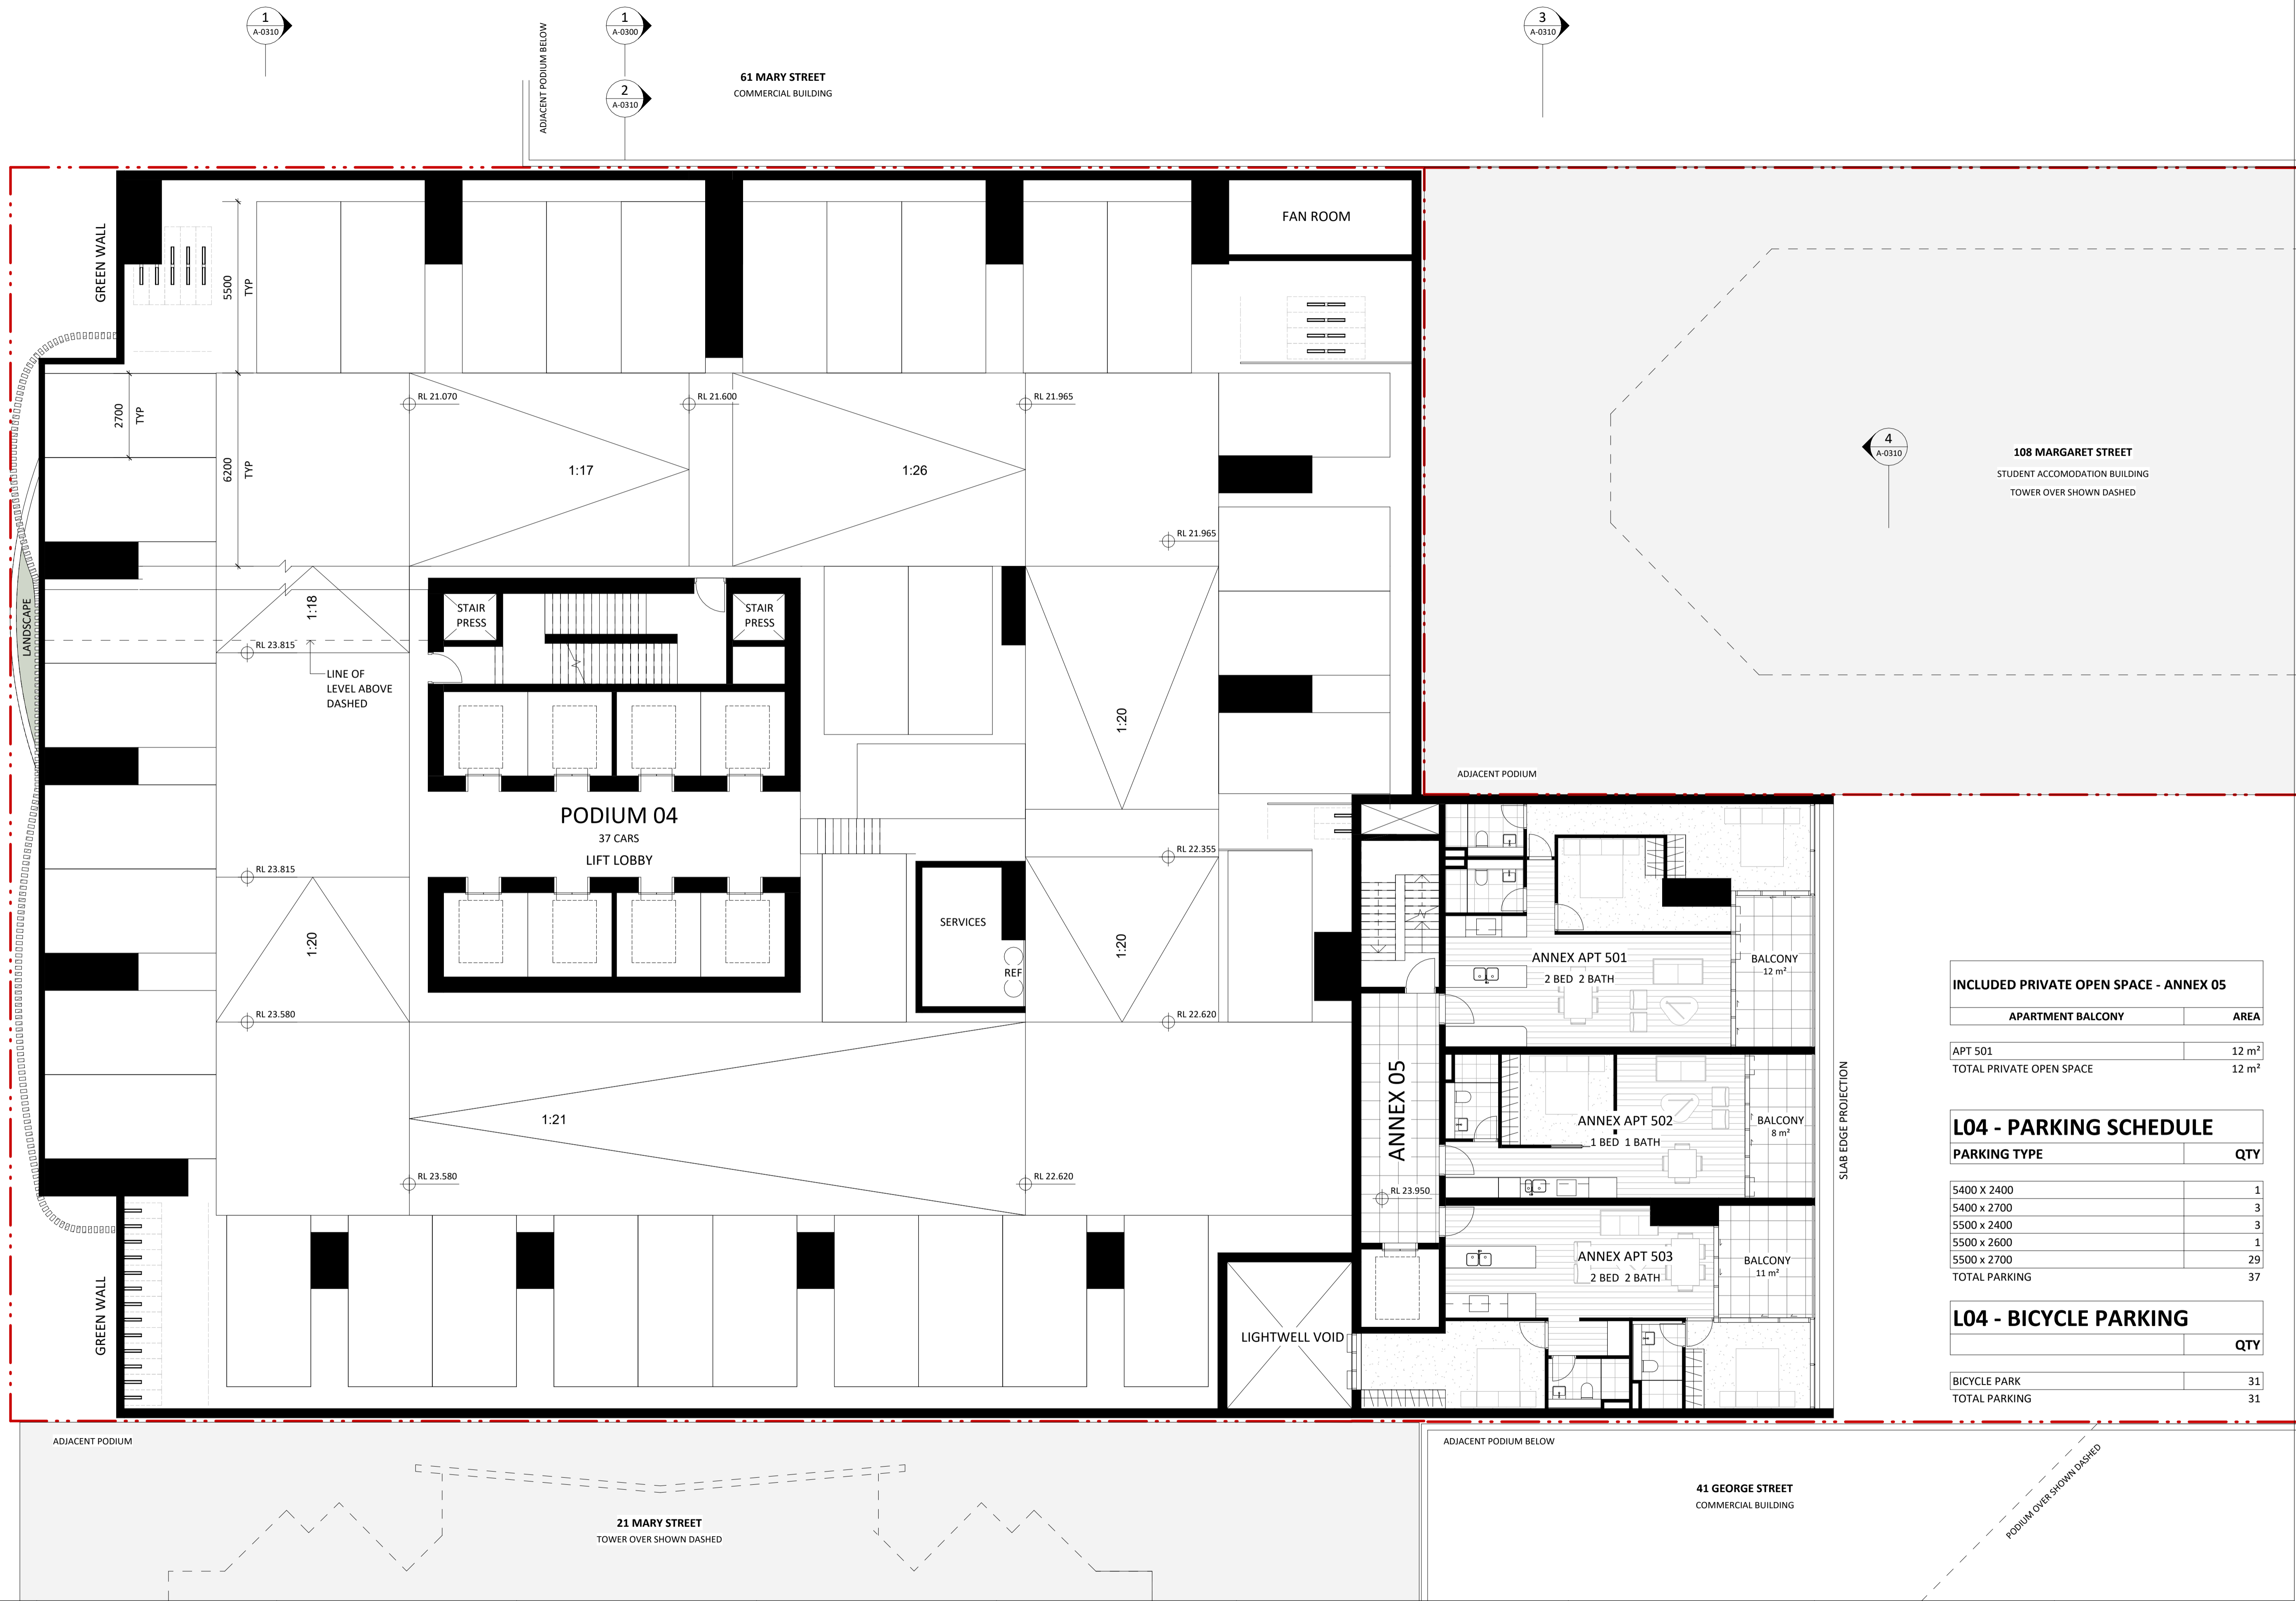 1
A-0310
1
A-0300
2
A-0310
3
A-0310
ADJACENT PODIUM BELOW
61 MARY STREET
COMMERCIAL BUILDING
GREEN WALL
5500
TYP
FAN ROOM
2700
TYP
6200
TYP
RL 21.070
RL 21.600
RL 21.965
1:17
1:26
RL 21.965
4
A-0310
108 MARGARET STREET
STUDENT ACCOMODATION BUILDING
TOWER OVER SHOWN DASHED
LANDSCAPE
1:18
STAIR
PRESS
STAIR
PRESS
RL 23.815
LINE OF
LEVEL ABOVE
DASHED
1:20
ADJACENT PODIUM
PODIUM 04
37 CARS
LIFT LOBBY
RL 22.355
RL 23.815
SERVICES
REF
1:20
1:20
RL 23.580
RL 22.620
ANNEX APT 501
2 BED 2 BATH
BALCONY
12 m²
ANNEX 05
1:21
ANNEX APT 502
1 BED 1 BATH
BALCONY
8 m²
SLAB EDGE PROJECTION
RL 23.580
RL 22.620
RL 23.950
ANNEX APT 503
2 BED 2 BATH
BALCONY
11 m²
GREEN WALL
LIGHTWELL VOID
INCLUDED PRIVATE OPEN SPACE - ANNEX 05
APARTMENT BALCONY AREA
APT 501 12 m²
TOTAL PRIVATE OPEN SPACE 12 m²
L04 - PARKING SCHEDULE
PARKING TYPE QTY
5400 X 2400 1
5400 x 2700 3
5500 x 2400 3
5500 x 2600 1
5500 x 2700 29
TOTAL PARKING 37
L04 - BICYCLE PARKING
QTY
BICYCLE PARK 31
TOTAL PARKING 31
ADJACENT PODIUM
21 MARY STREET
TOWER OVER SHOWN DASHED
ADJACENT PODIUM BELOW
41 GEORGE STREET
COMMERCIAL BUILDING
PODIUM OVER SHOWN DASHED